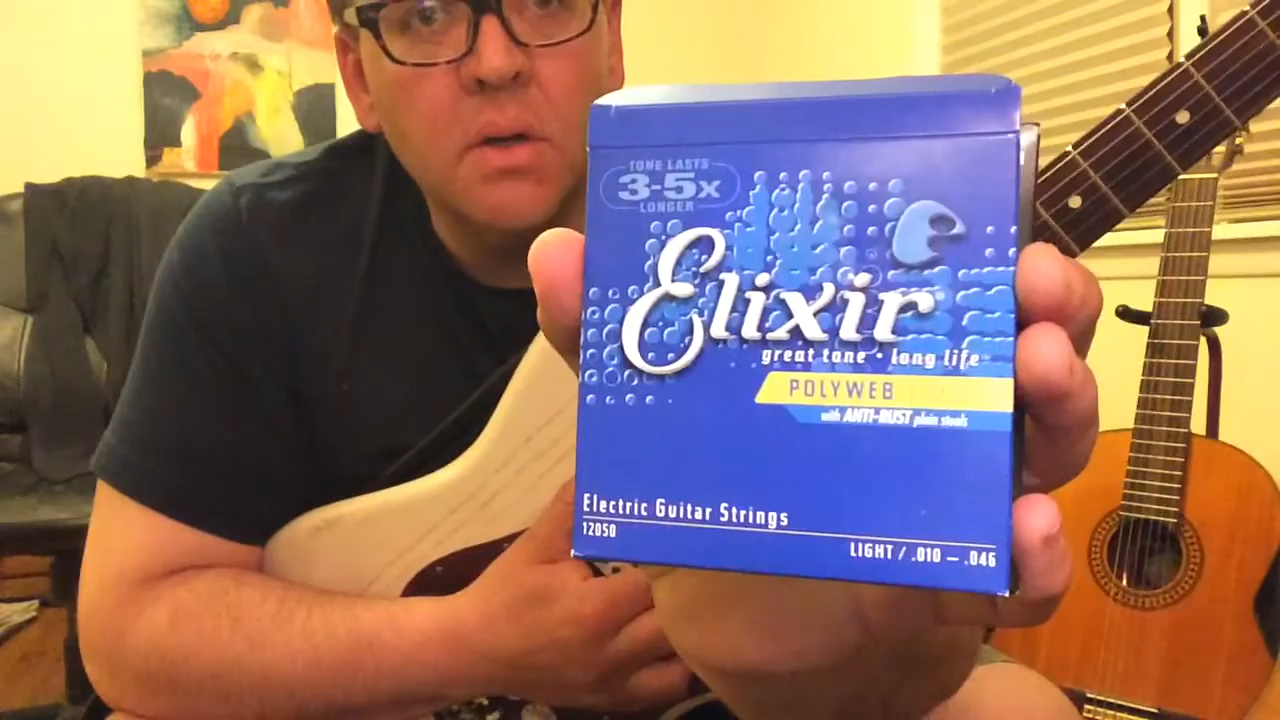 TONE LASTS
3-5x
LONGER
Elixir
great tone • long life
POLYWEB
with ANTI-RUST plain steels
Electric Guitar Strings
12050
LIGHT / .010 – .046